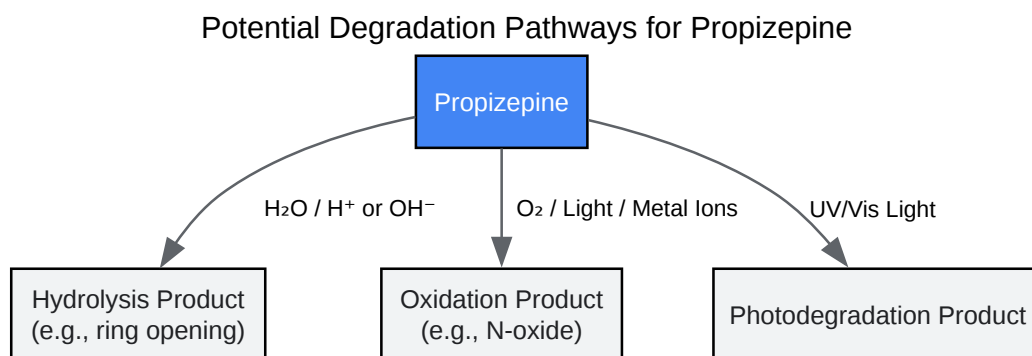 Potential Degradation Pathways for Propizepine
Propizepine
H₂O / H⁺ or OH⁻
O₂ / Light / Metal Ions
UV/Vis Light
Hydrolysis Product
(e.g., ring opening)
Oxidation Product
(e.g., N-oxide)
Photodegradation Product